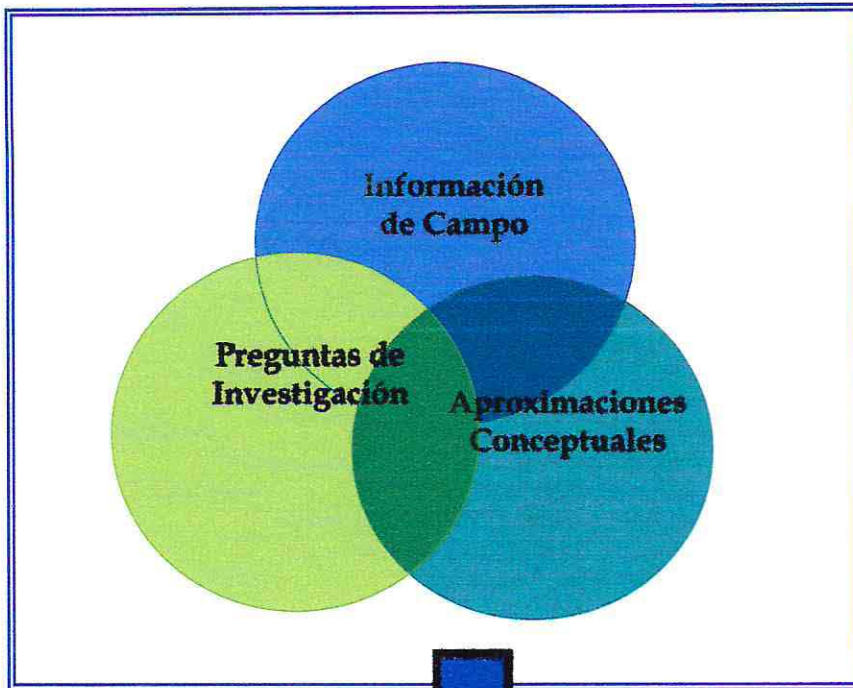 Información
de Campo
Preguntas de
Investigación
Aproximaciones
Conceptuales